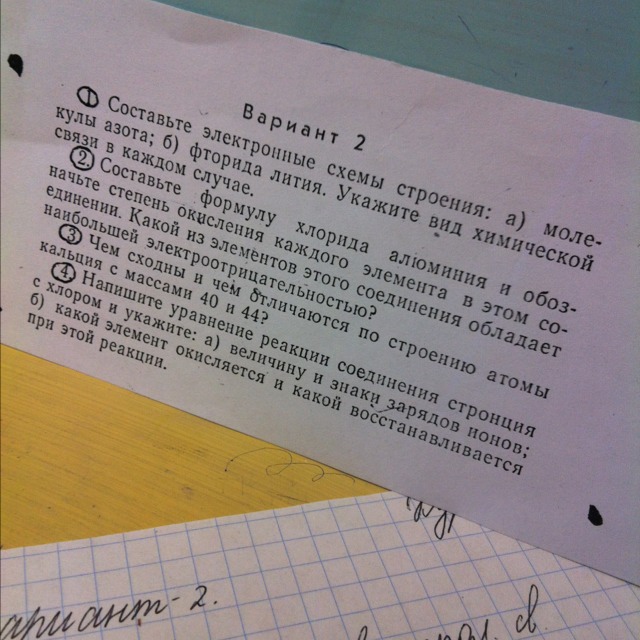 Вариант 2
① Составьте электронные схемы строения: а) моле-
кулы азота; б) фторида лития. Укажите вид химической
связи в каждом случае.
② Составьте формулу хлорида алюминия и обоз-
начьте степень окисления каждого элемента в этом со-
единении. Какой из элементов этого соединения обладает
наибольшей электроотрицательностью?
③ Чем сходны и чем отличаются по строению атомы
кальция с массами 40 и 44?
④ Напишите уравнение реакции соединения стронция
с хлором и укажите: а) величину и знаки зарядов ионов;
б) какой элемент окисляется и какой восстанавливается
при этой реакции.
ариант-2.